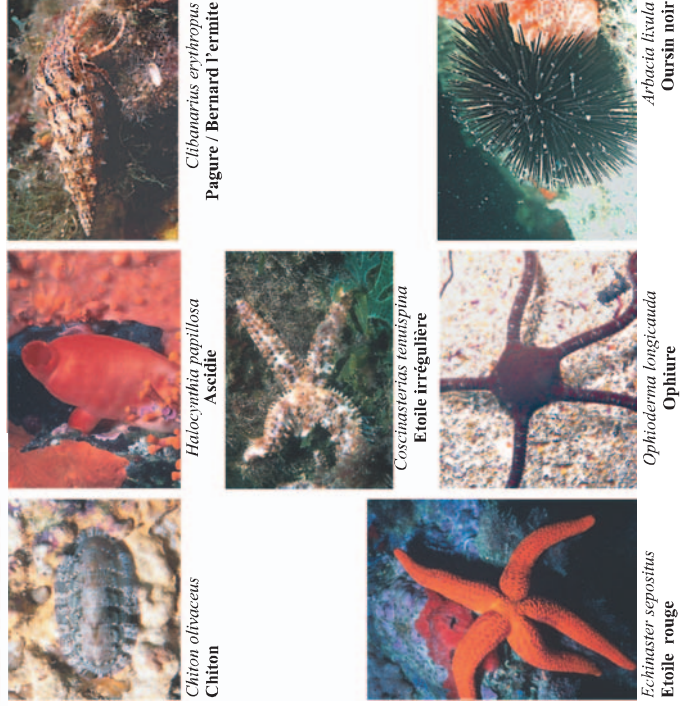 Chiton olivaceus
Chiton
Halocynthia papillosa
Ascidie
Clibanarius erythropus
Pagure / Bernard l'ermite
Coscinasterias tenuispina
Etoile irrégulière
Echinaster sepositus
Etoile rouge
Ophioderma longicauda
Ophiure
Arbacia lixula
Oursin noir